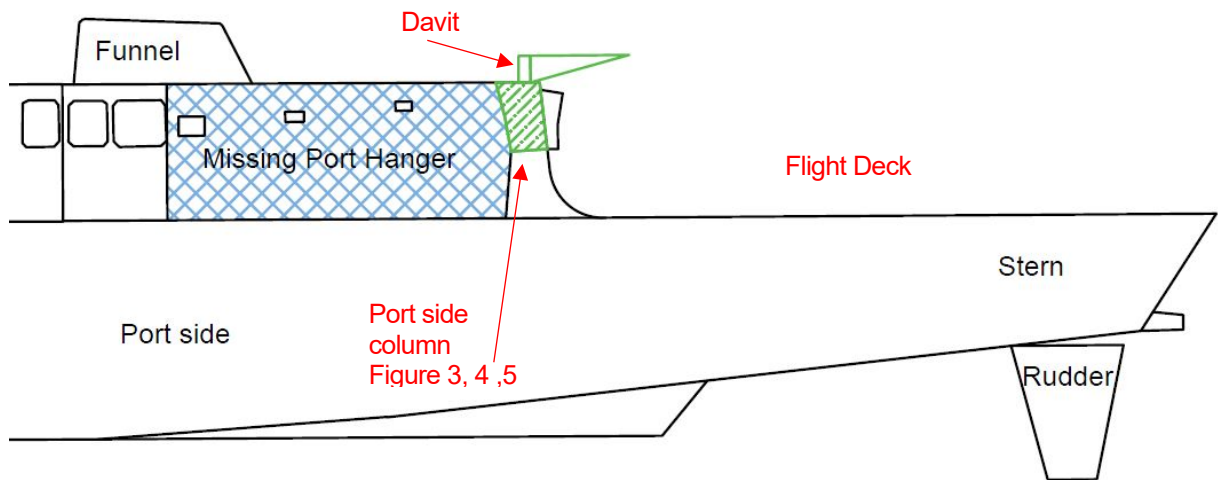 Davit
Funnel
Missing Port Hanger
Flight Deck
Stern
Port side
column
Figure 3, 4 ,5
Port side
Rudder